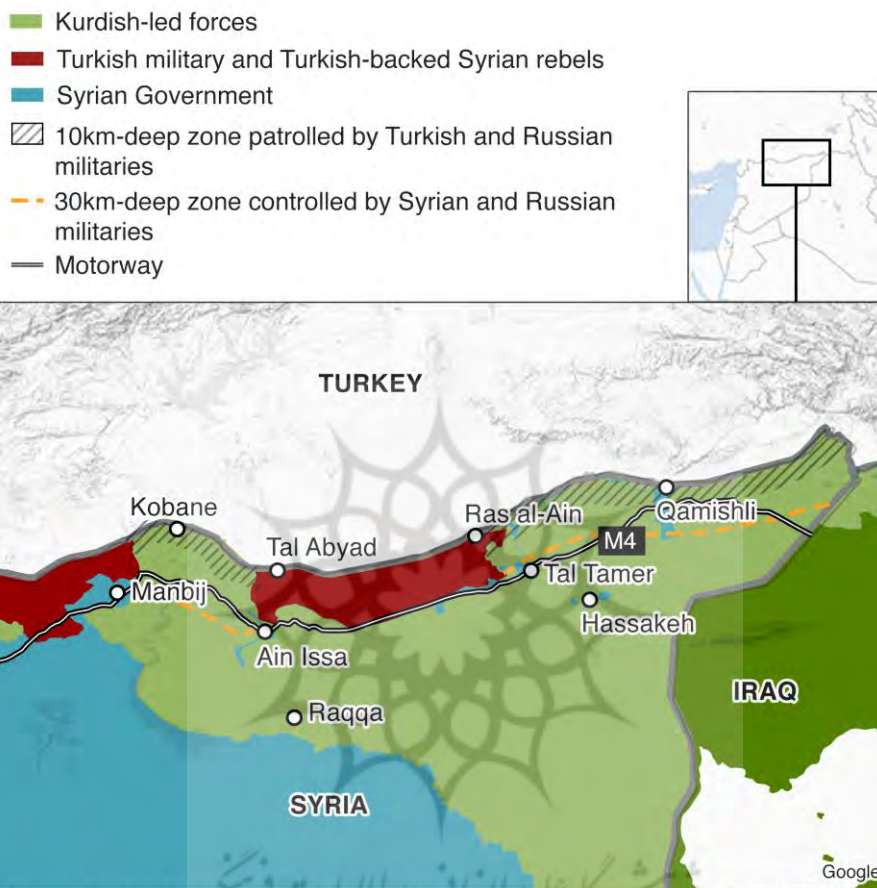 Kurdish-led forces
Turkish military and Turkish-backed Syrian rebels
Syrian Government
10km-deep zone patrolled by Turkish and Russian
militaries
30km-deep zone controlled by Syrian and Russian
militaries
Motorway
TURKEY
Kobane
Ras al-Ain
Qamishli
Tal Abyad
M4
Tal Tamer
Manbij
Hassakeh
Ain Issa
IRAQ
Raqqa
SYRIA
Google